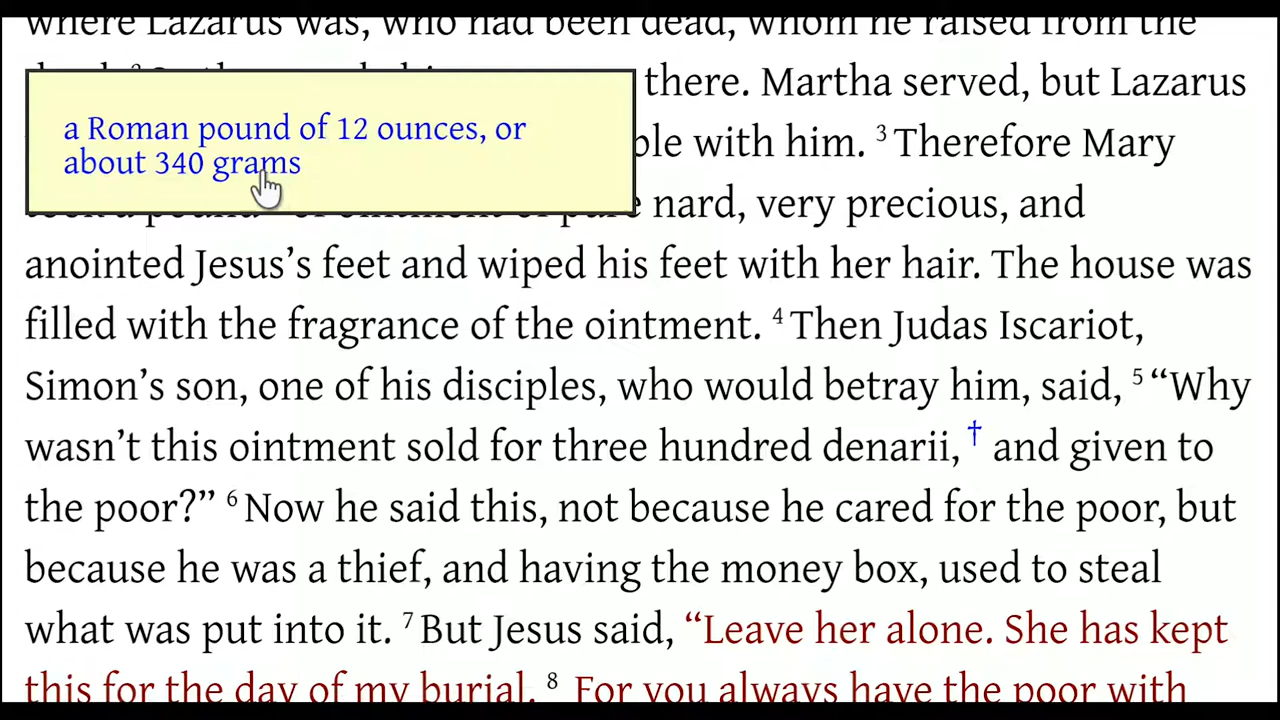 where Lazarus was, who had been dead, whom he raised from the
there. Martha served, but Lazarus
a Roman pound of 12 ounces, or
about 340 grams
with him. ³ Therefore Mary
nard, very precious, and
anointed Jesus’s feet and wiped his feet with her hair. The house was
filled with the fragrance of the ointment. ⁴ Then Judas Iscariot,
Simon’s son, one of his disciples, who would betray him, said, ⁵ “Why
wasn’t this ointment sold for three hundred denarii, † and given to
the poor?” ⁶ Now he said this, not because he cared for the poor, but
because he was a thief, and having the money box, used to steal
what was put into it. ⁷ But Jesus said, “Leave her alone. She has kept
this for the day of my burial. ⁸ For you always have the poor with